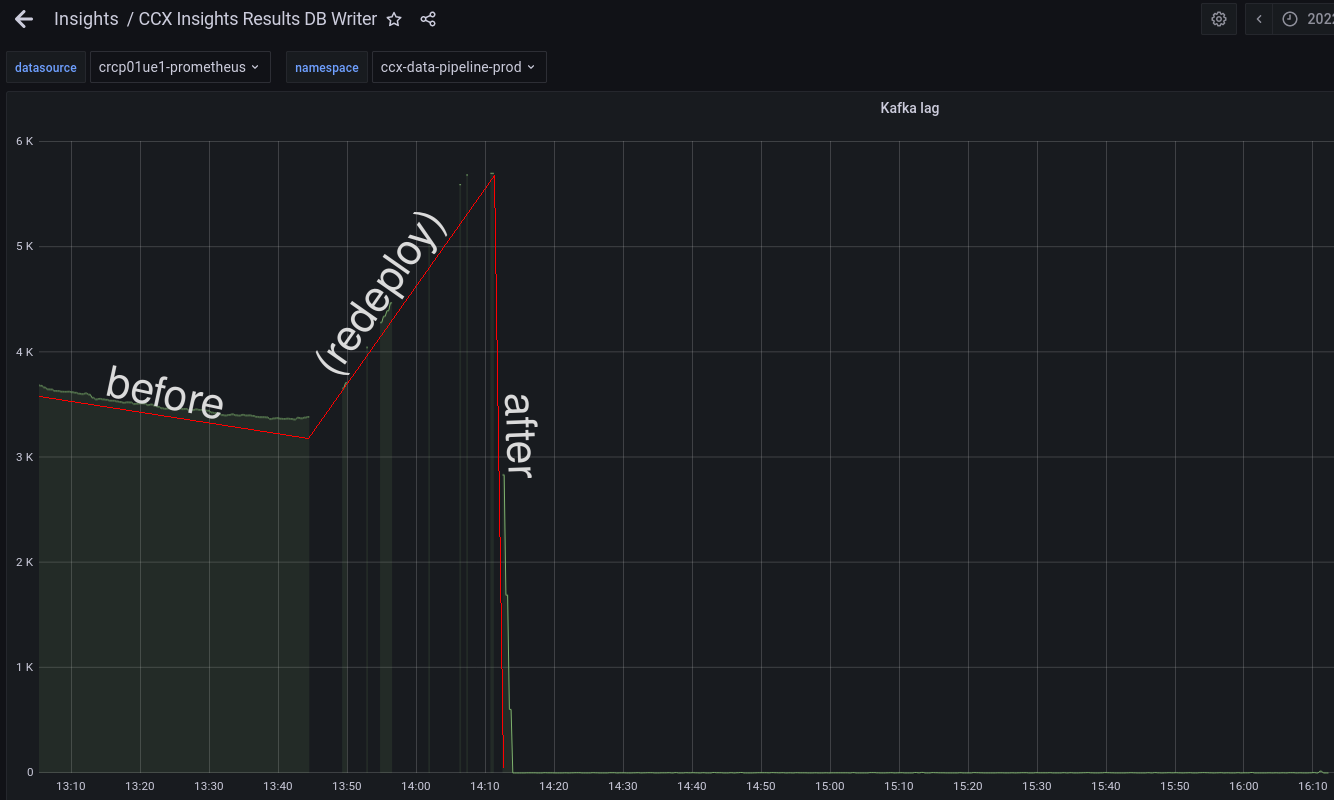 Insights / CCX Insights Results DB Writer
2022
datasource crcp01ue1-prometheus namespace ccx-data-pipeline-prod
Kafka lag
6 K
5 K
4 K
3 K
2 K
1 K
0
before
(redeploy)
after
13:10 13:20 13:30 13:40 13:50 14:00 14:10 14:20 14:30 14:40 14:50 15:00 15:10 15:20 15:30 15:40 15:50 16:00 16:10